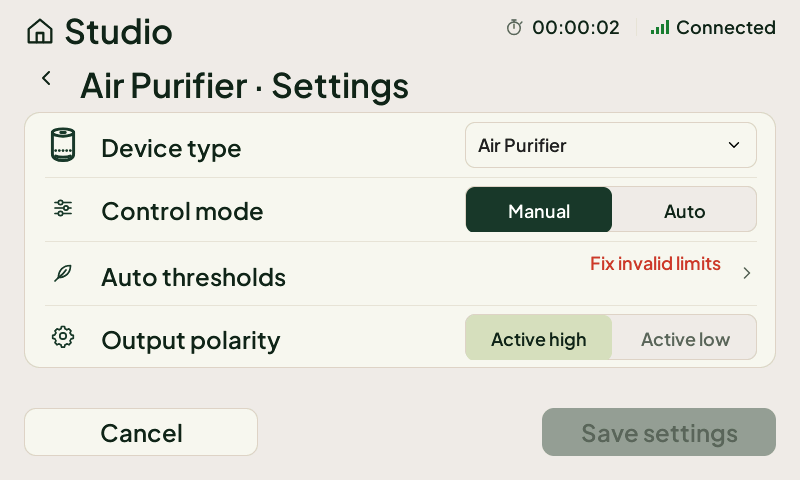 Studio
00:00:02
Connected
Air Purifier · Settings
Device type
Air Purifier
Control mode
Manual
Auto
Auto thresholds
Fix invalid limits
Output polarity
Active high
Active low
Cancel
Save settings